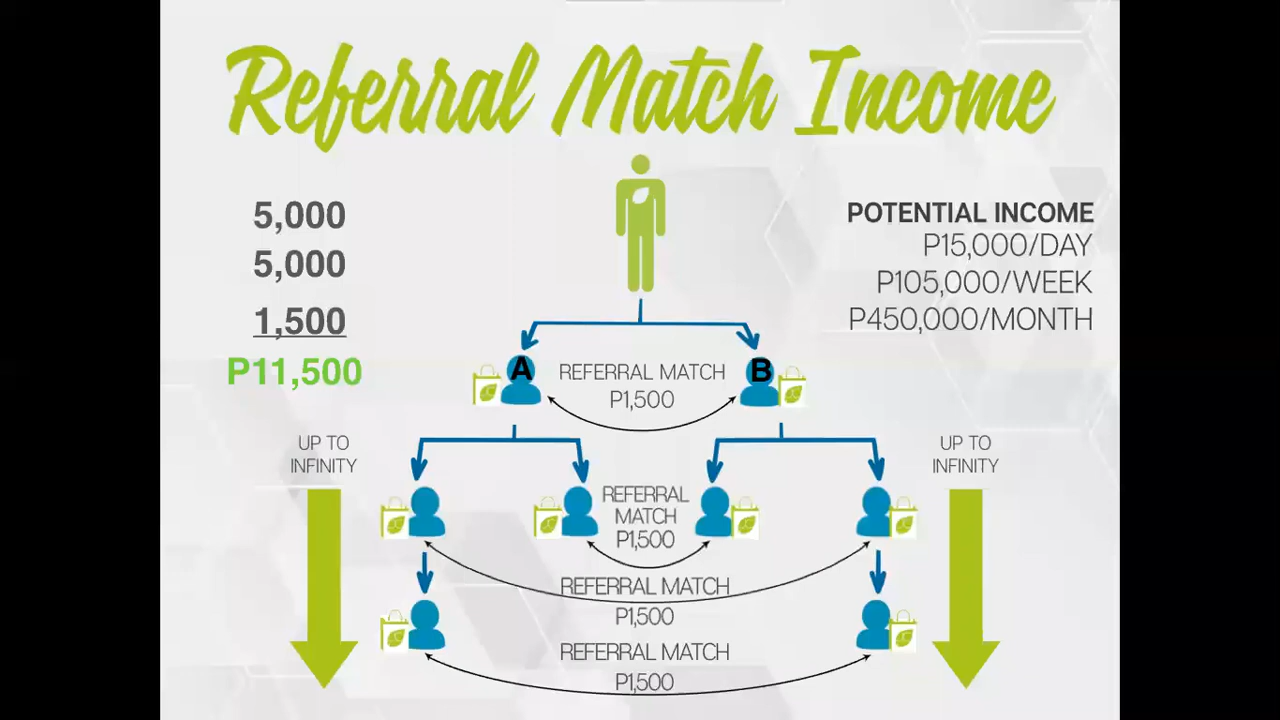 Referral Match Income
5,000
5,000
1,500
P11,500
POTENTIAL INCOME
P15,000/DAY
P105,000/WEEK
P450,000/MONTH
A
REFERRAL MATCH
P1,500
B
UP TO
INFINITY
UP TO
INFINITY
REFERRAL
MATCH
P1,500
REFERRAL MATCH
P1,500
REFERRAL MATCH
P1,500